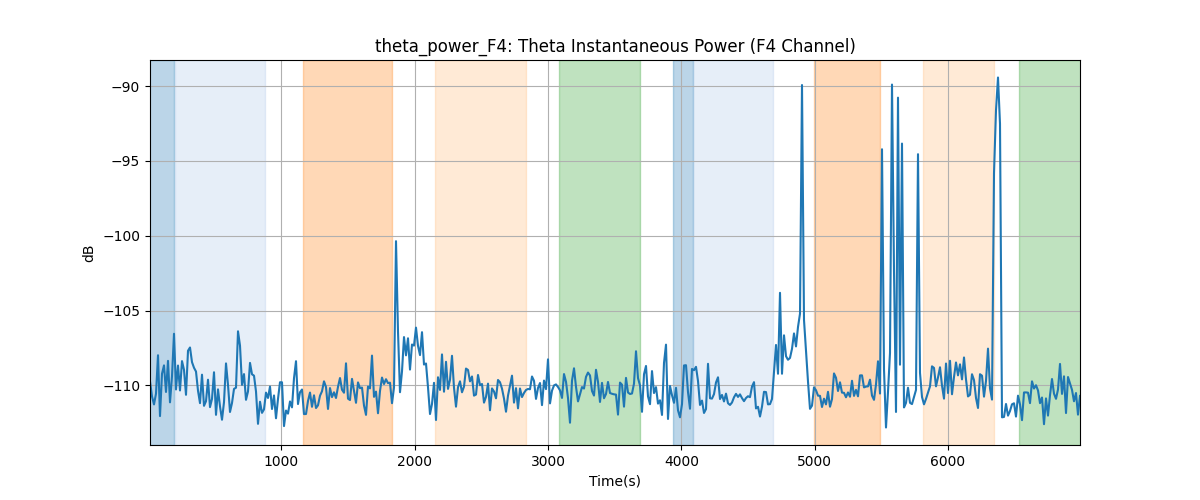 theta_power_F4: Theta Instantaneous Power (F4 Channel)
−90
−95
−100
−105
−110
dB
1000 2000 3000 4000 5000 6000
Time(s)